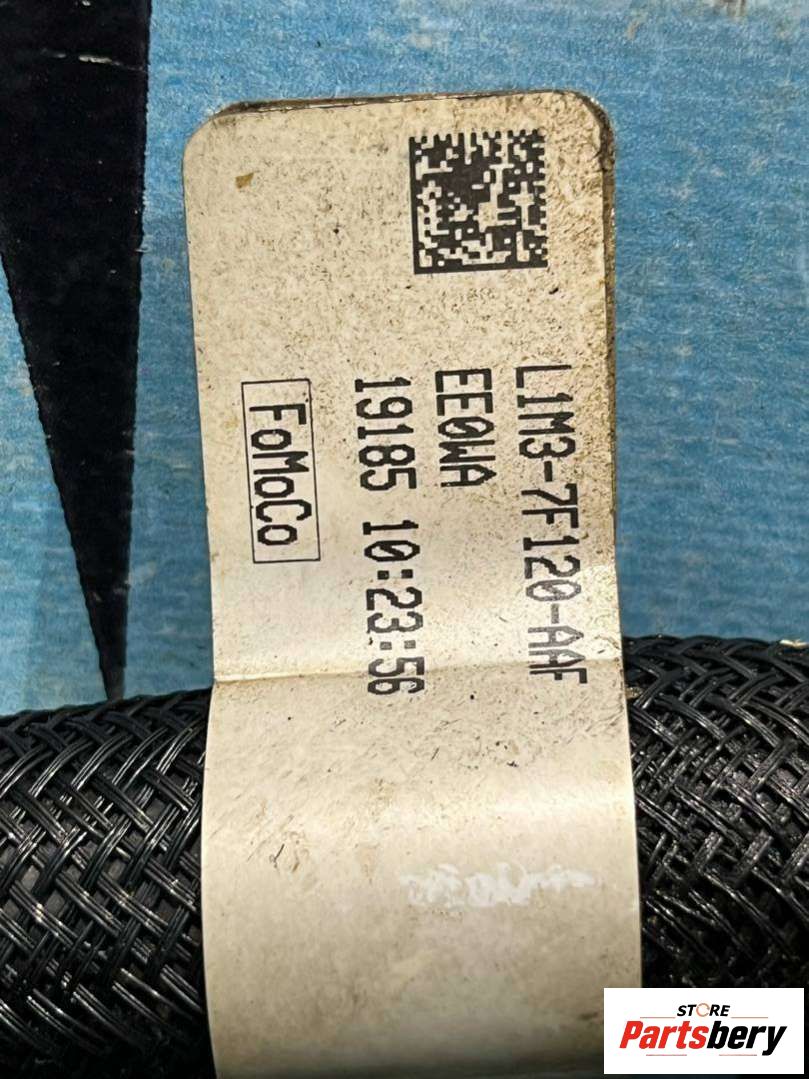 L1M3-7F120-AAF
EE0WA
19185 10:23:56
FoMoCo
STORE
Partsbery